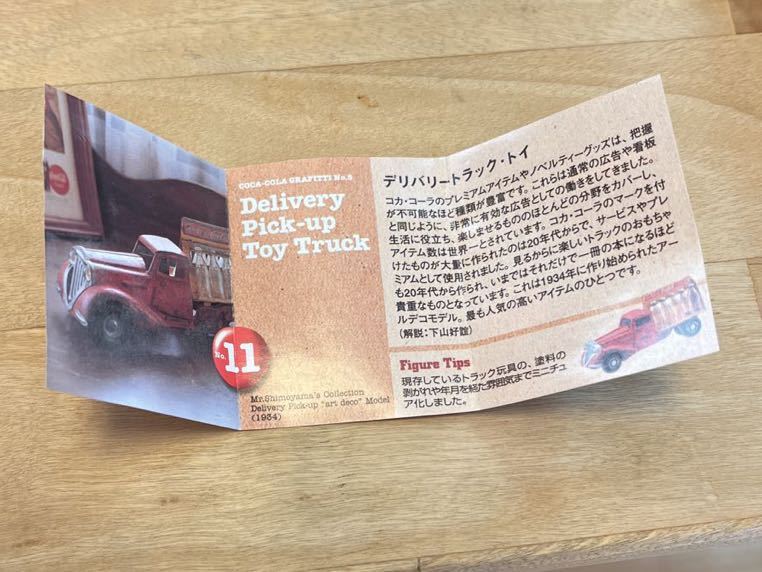 COCA-COLA GRAFITTI No.5
Delivery
Pick-up
Toy Truck
No.11
Mr.Shimoyama's Collection
Delivery Pick-up "art deco" Model
(1934)
デリバリートラック・トイ
コカ・コーラのプレミアムアイテムやノベルティーグッズは、把握
が不可能なほど種類が豊富です。これらは通常の広告や看板
と同じように、非常に有効な広告としての働きをしてきました。
生活に役立ち、楽しませるもののほとんどの分野をカバーし、
アイテム数は世界一とされています。コカ・コーラのマークを付
けたものが大量に作られたのは20年代からで、サービスやプレ
ミアムとして使用されました。見るからに楽しいトラックのおもちゃ
も20年代から作られ、いまではそれだけで一冊の本になるほど
貴重なものとなっています。これは1934年に作り始められたアー
ルデコモデル。最も人気の高いアイテムのひとつです。
(解説:下山好誼)
Figure Tips
現存しているトラック玩具の、塗料の
剥がれや年月を経た雰囲気までミニチュ
ア化しました。